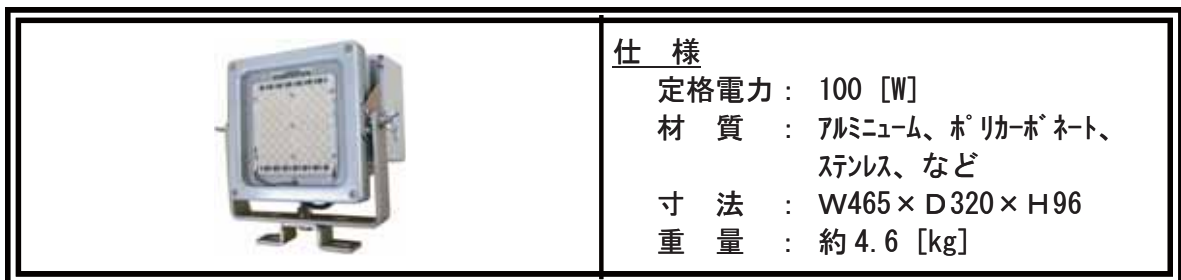 仕　様
定格電力： 100 [W]
材　質　： ｱﾙﾐﾆｭｰﾑ、ﾎﾟﾘｶｰﾎﾞﾈｰﾄ、
ｽﾃﾝﾚｽ、など
寸　法　： Ｗ465×Ｄ320×Ｈ96
重　量　： 約4.6 [kg]